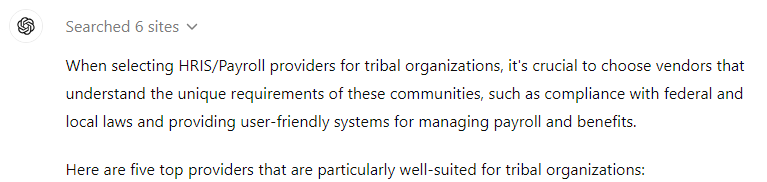 Searched 6 sites
When selecting HRIS/Payroll providers for tribal organizations, it's crucial to choose vendors that
understand the unique requirements of these communities, such as compliance with federal and
local laws and providing user-friendly systems for managing payroll and benefits.
Here are five top providers that are particularly well-suited for tribal organizations: